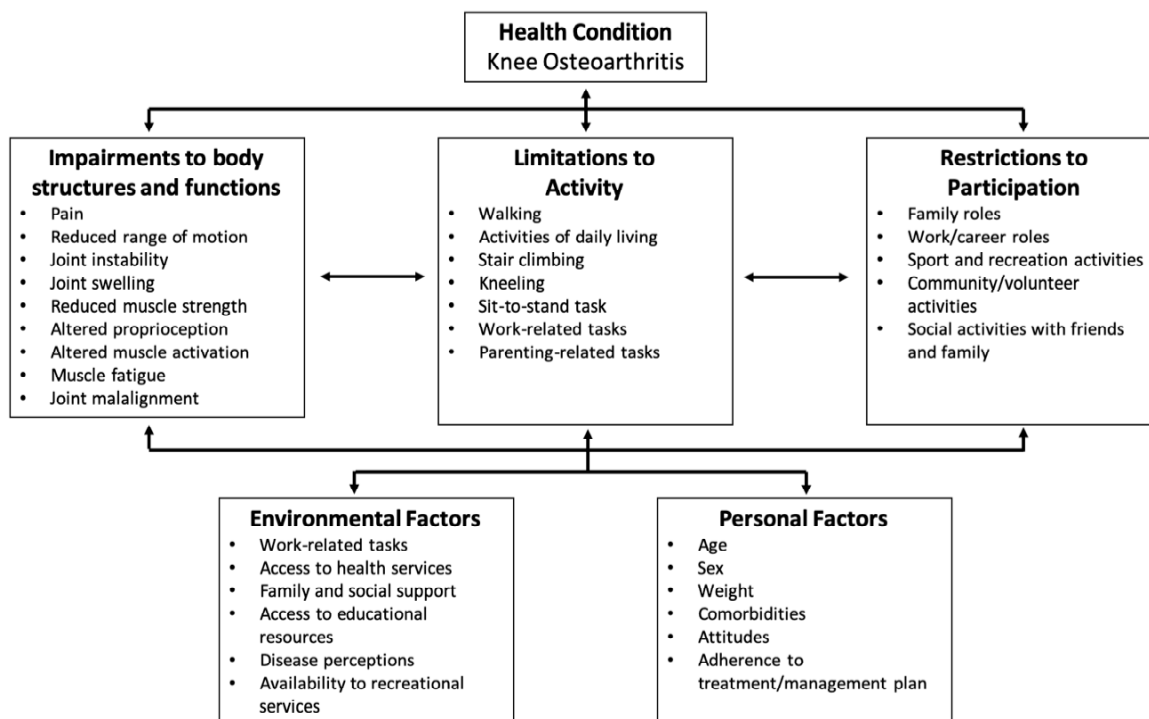 Health Condition
Knee Osteoarthritis
Impairments to body
structures and functions
• Pain
• Reduced range of motion
• Joint instability
• Joint swelling
• Reduced muscle strength
• Altered proprioception
• Altered muscle activation
• Muscle fatigue
• Joint malalignment
Limitations to
Activity
• Walking
• Activities of daily living
• Stair climbing
• Kneeling
• Sit-to-stand task
• Work-related tasks
• Parenting-related tasks
Restrictions to
Participation
• Family roles
• Work/career roles
• Sport and recreation activities
• Community/volunteer
activities
• Social activities with friends
and family
Environmental Factors
• Work-related tasks
• Access to health services
• Family and social support
• Access to educational
resources
• Disease perceptions
• Availability to recreational
services
Personal Factors
• Age
• Sex
• Weight
• Comorbidities
• Attitudes
• Adherence to
treatment/management plan